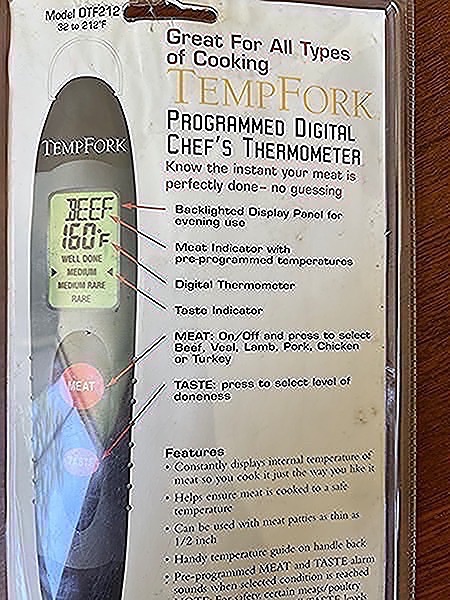 Model DTF212
32 to 212°F
Great For All Types
of Cooking
TEMPFORK
PROGRAMMED DIGITAL
CHEF'S THERMOMETER
Know the instant your meat is
perfectly done– no guessing
TEMPFORK
BEEF
160°F
WELL DONE
MEDIUM
MEDIUM RARE
RARE
MEAT
TASTE
Backlighted Display Panel for
evening use
Meat Indicator with
pre-programmed temperatures
Digital Thermometer
Taste Indicator
MEAT: On/Off and press to select
Beef, Veal, Lamb, Pork, Chicken
or Turkey
TASTE: press to select level of
doneness
Features
• Constantly displays internal temperature of
meat so you cook it just the way you like it
• Helps ensure meat is cooked to a safe
temperature
• Can be used with meat patties as thin as
1/2 inch
• Handy temperature guide on handle back
• Pre-programmed MEAT and TASTE alarm
sounds when selected condition is reached
NOTE: For safety certain meats/poultry